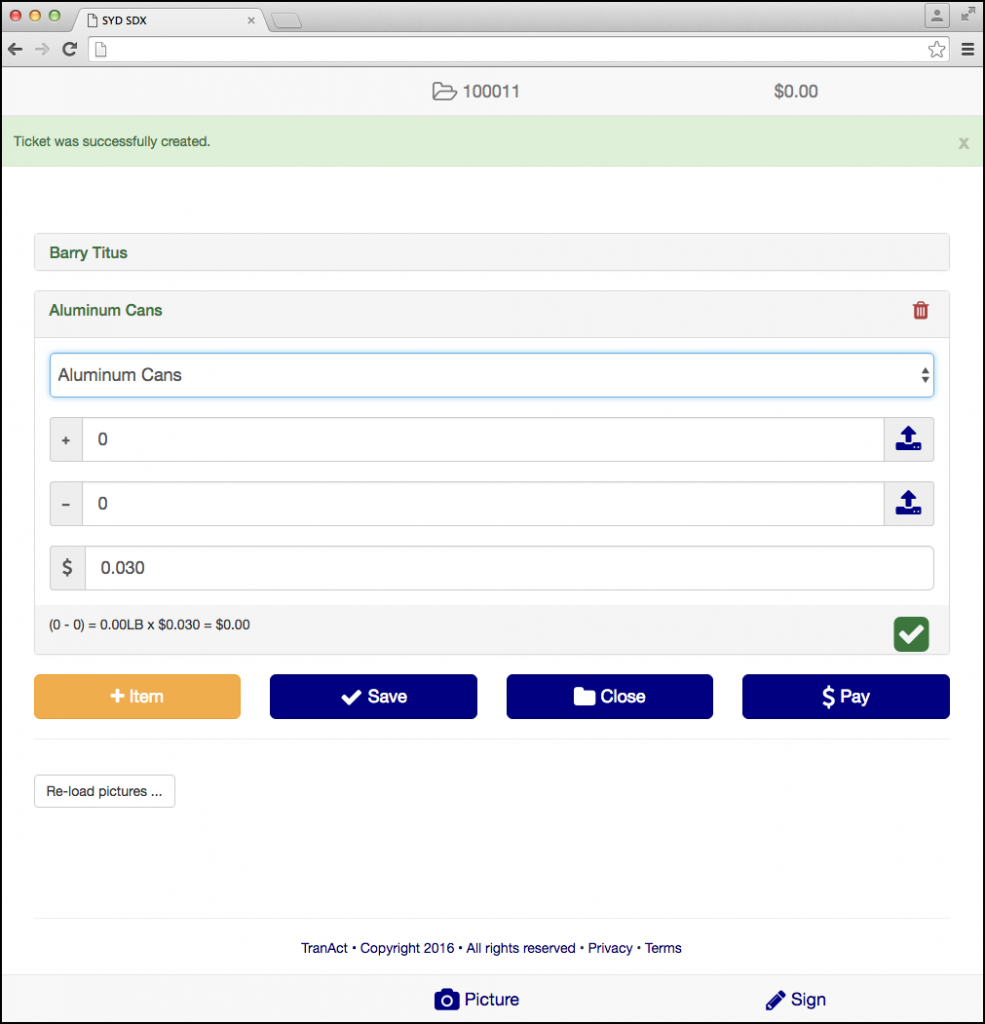 SYD SDX
100011 $0.00
Ticket was successfully created. x
Barry Titus
Aluminum Cans
Aluminum Cans
+ 0
- 0
$ 0.030
(0 - 0) = 0.00LB x $0.030 = $0.00
+ Item Save Close $ Pay
Re-load pictures ...
TranAct • Copyright 2016 • All rights reserved • Privacy • Terms
Picture Sign